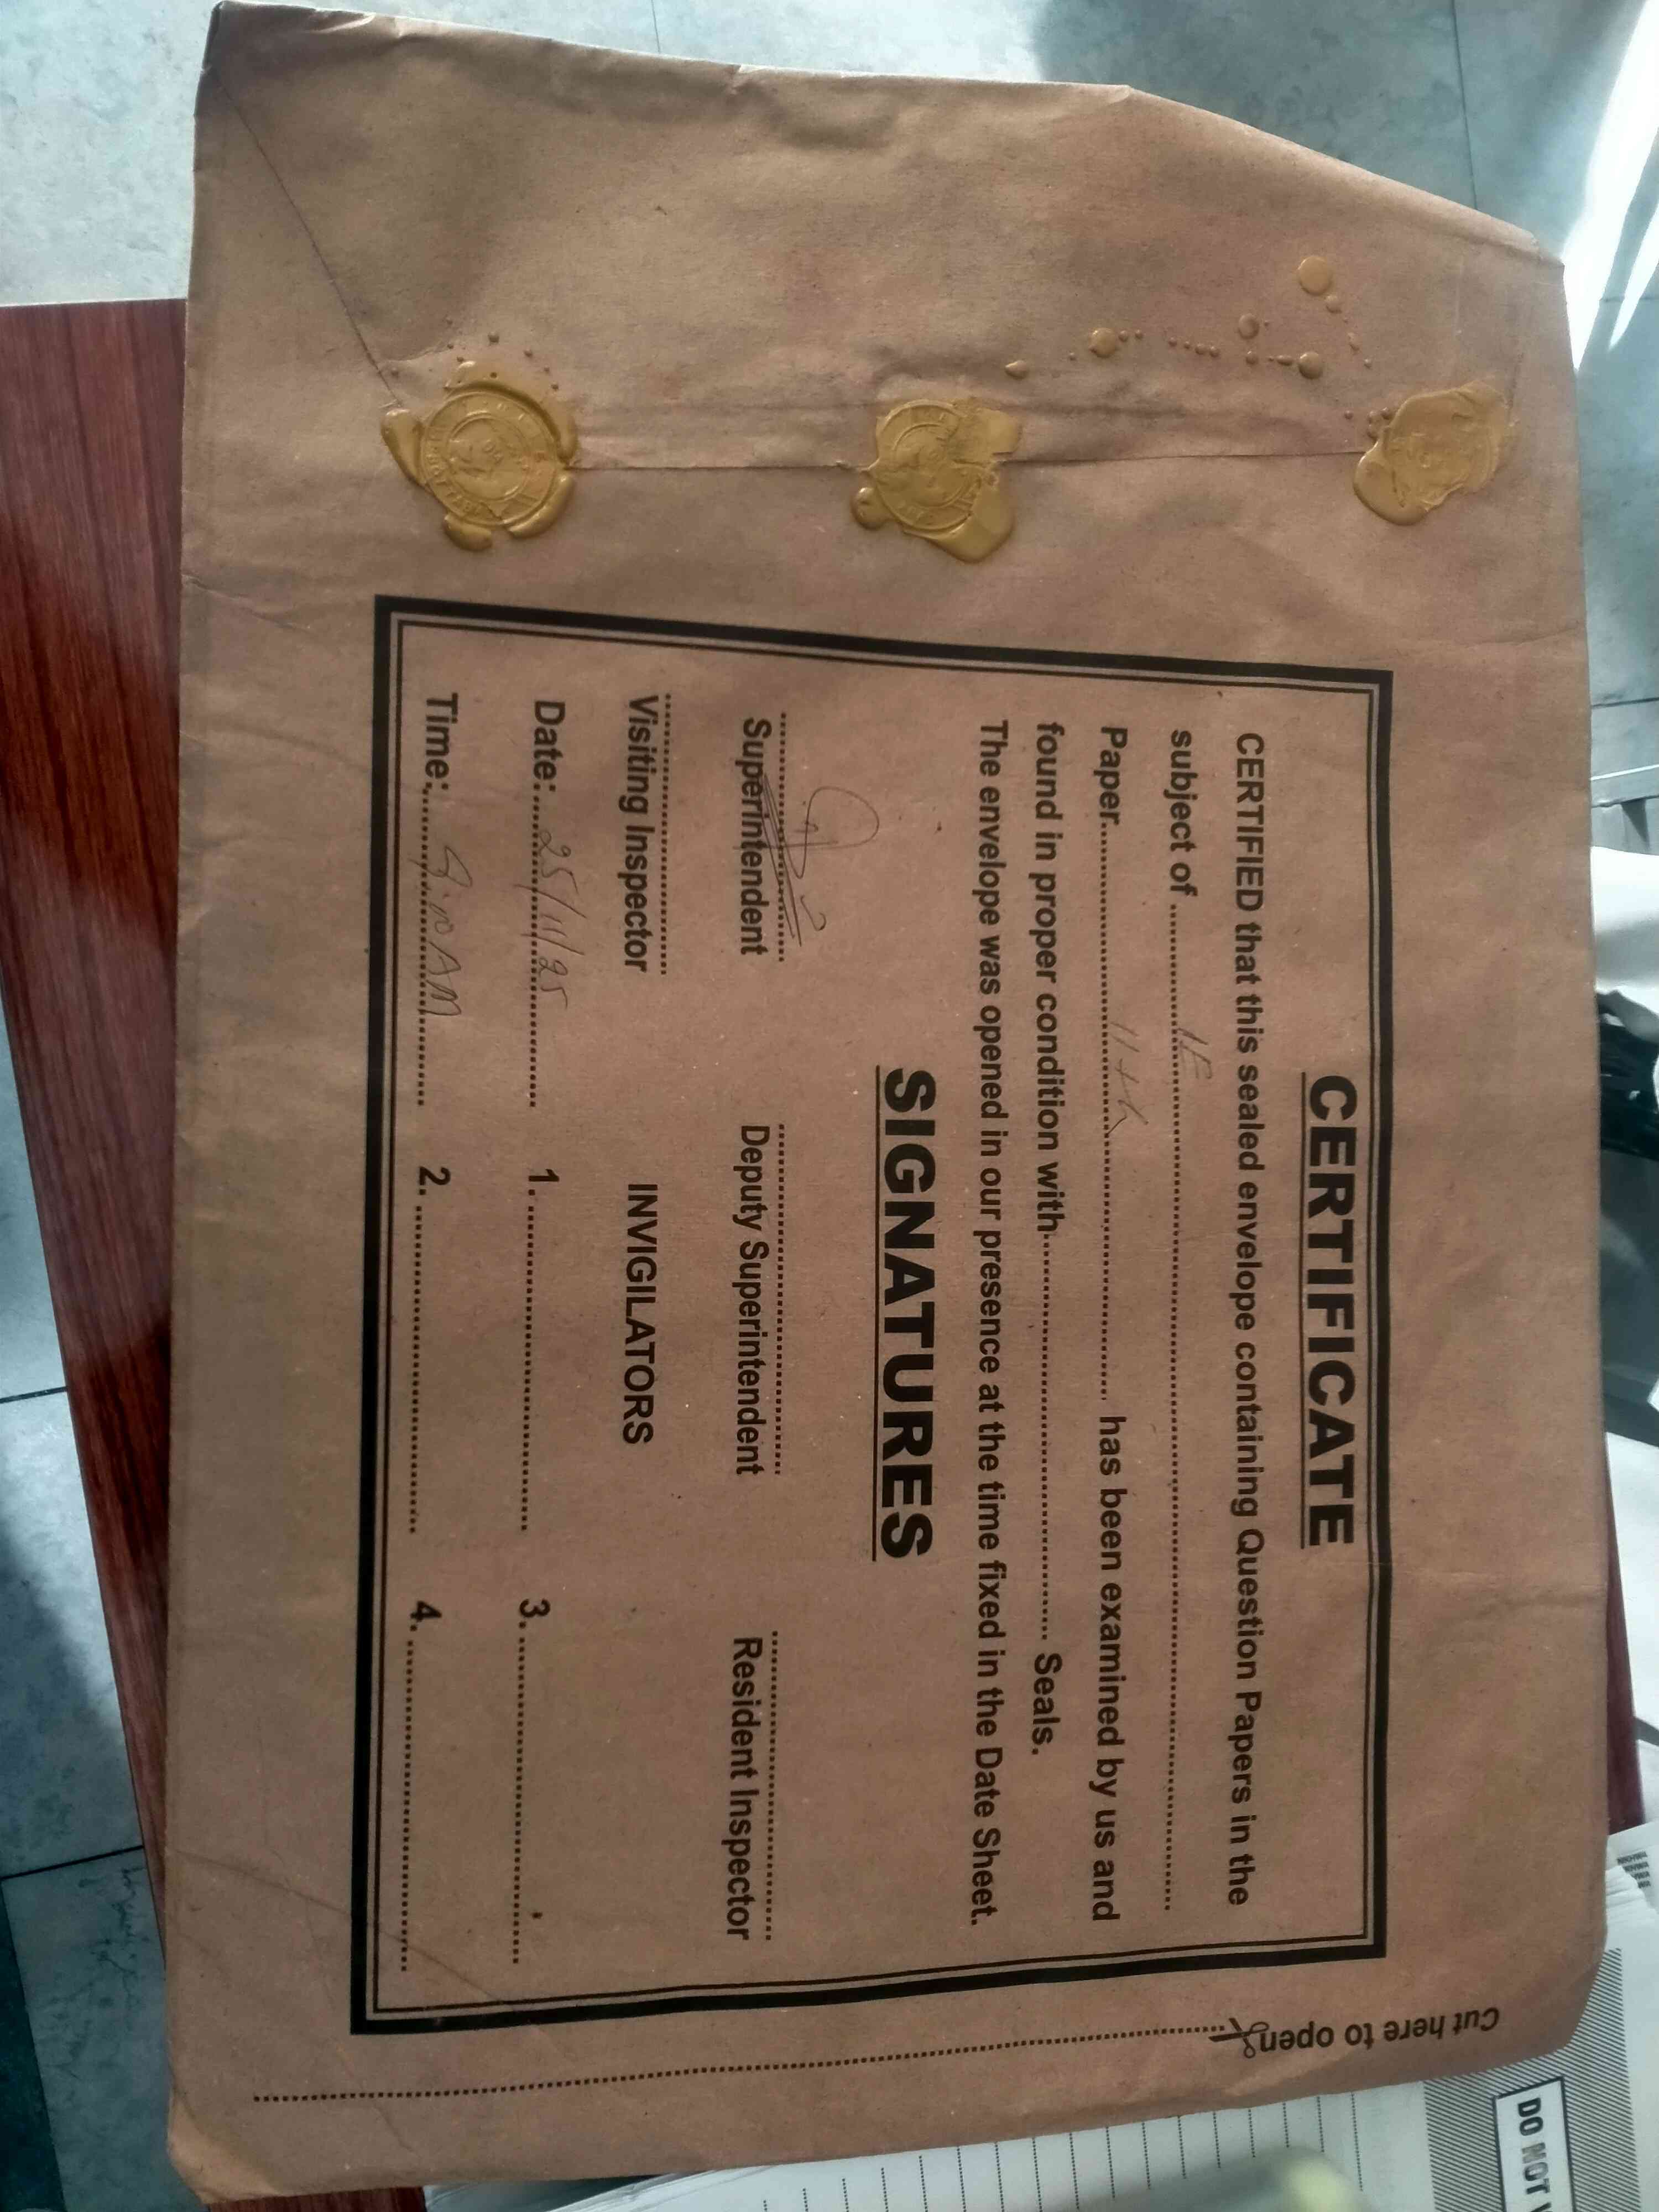 CERTIFICATE
CERTIFIED that this sealed envelope containing Question Papers in the
subject of ........ IE ........
Paper........ 11th ........ has been examined by us and
found in proper condition with........ Seals.
The envelope was opened in our presence at the time fixed in the Date Sheet.
SIGNATURES
Superintendent Deputy Superintendent Resident Inspector
Visiting Inspector INVIGILATORS
Date: 25/11/25 1. ........ 3. ........
Time: AM 2. ........ 4. ........
Cut here to open
DO NOT